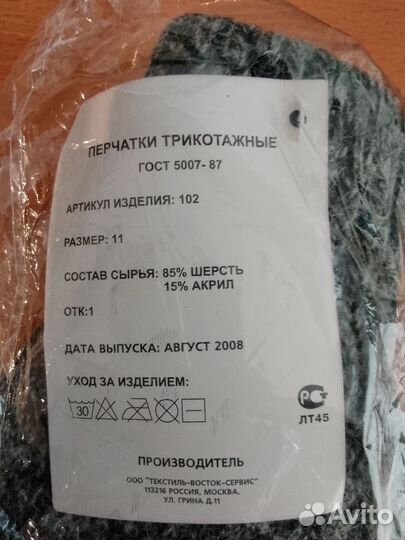 ПЕРЧАТКИ ТРИКОТАЖНЫЕ
ГОСТ 5007- 87
АРТИКУЛ ИЗДЕЛИЯ: 102
РАЗМЕР: 11
СОСТАВ СЫРЬЯ: 85% ШЕРСТЬ
15% АКРИЛ
ОТК:1
ДАТА ВЫПУСКА: АВГУСТ 2008
УХОД ЗА ИЗДЕЛИЕМ:
30
РСТ
ЛТ45
ПРОИЗВОДИТЕЛЬ
ООО "ТЕКСТИЛЬ-ВОСТОК-СЕРВИС"
113216 РОССИЯ, МОСКВА,
УЛ. ГРИНА Д.11
Avito